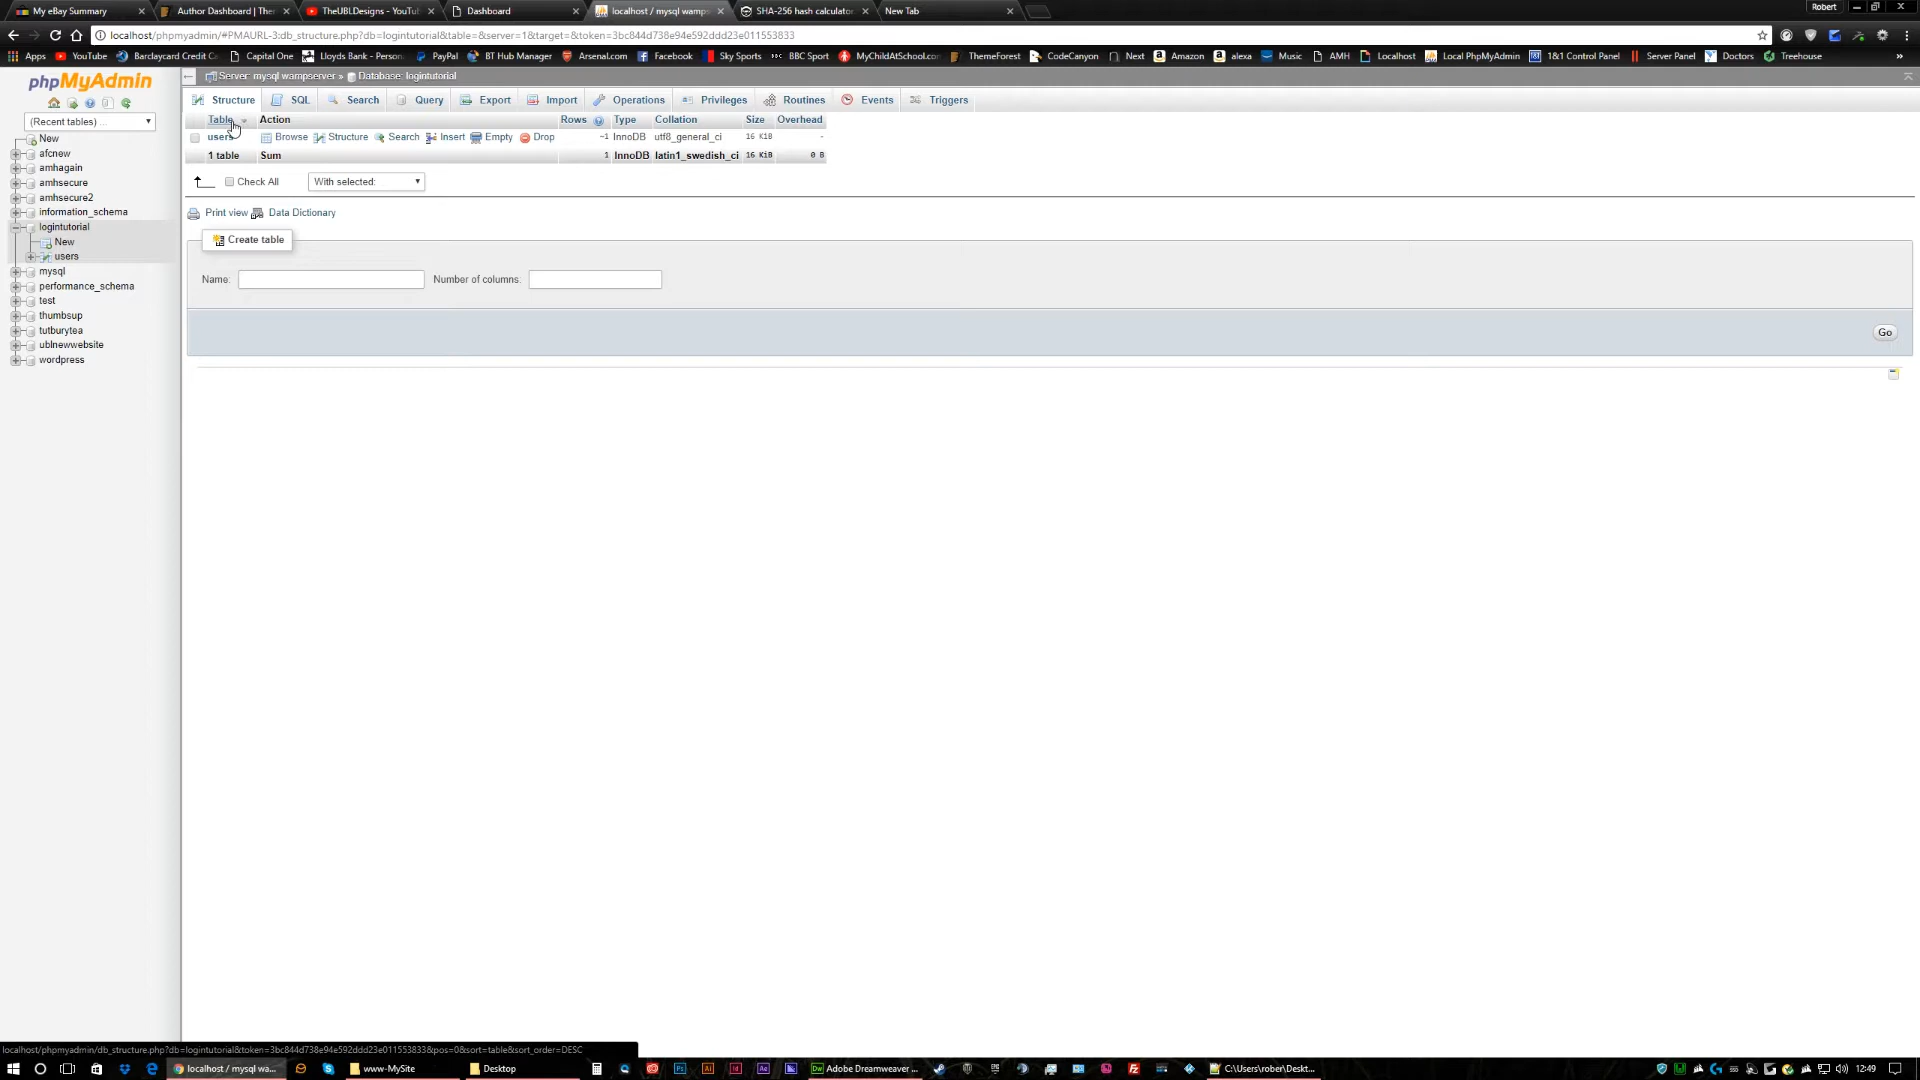 My eBay Summary
Author Dashboard | The
TheUBLDesigns - YouTu
Dashboard
localhost / mysql wamps
SHA-256 hash calculator
New Tab
Robert
localhost/phpmyadmin/#PMAURL-3:db_structure.php?db=logintutorial&table=&server=1&target=&token=3bc844d738e94e592ddd23e011553833
Apps YouTube Barclaycard Credit C Capital One Lloyds Bank - Person PayPal BT Hub Manager Arsenal.com Facebook Sky Sports BBC Sport MyChildAtSchool.co ThemeForest CodeCanyon Next Amazon alexa Music AMH Localhost Local PhpMyAdmin 1&1 Control Panel Server Panel Doctors Treehouse »
phpMyAdmin
(Recent tables) ...
New
afcnew
amhagain
amhsecure
amhsecure2
information_schema
logintutorial
New
users
mysql
performance_schema
test
thumbsup
tutburytea
ublnewwebsite
wordpress
Server: mysql wampserver » Database: logintutorial
Structure SQL Search Query Export Import Operations Privileges Routines Events Triggers
Table Action Rows Type Collation Size Overhead
users Browse Structure Search Insert Empty Drop ~1 InnoDB utf8_general_ci 16 KiB -
1 table Sum 1 InnoDB latin1_swedish_ci 16 KiB 0 B
Check All With selected:
Print view Data Dictionary
Create table
Name: Number of columns:
Go
localhost/phpmyadmin/db_structure.php?db=logintutorial&token=3bc844d738e94e592ddd23e011553833&pos=0&sort=table&sort_order=DESC
localhost / mysql wa... www-MySite Desktop Adobe Dreamweaver ... C:\Users\rober\Deskt... 12:49